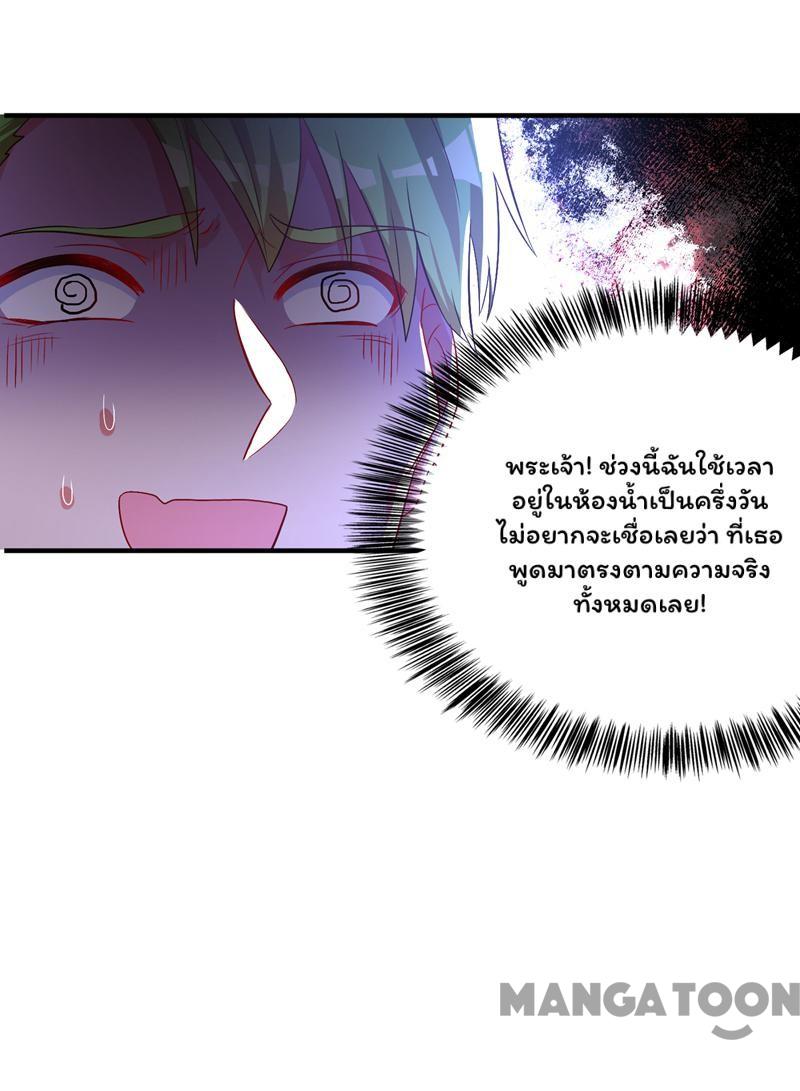 พระเจ้า! ช่วงนี้ฉันใช้เวลา
อยู่ในห้องน้ำเป็นครึ่งวัน
ไม่อยากจะเชื่อเลยว่า ที่เธอ
พูดมาตรงตามความจริง
ทั้งหมดเลย!
MANGATOON